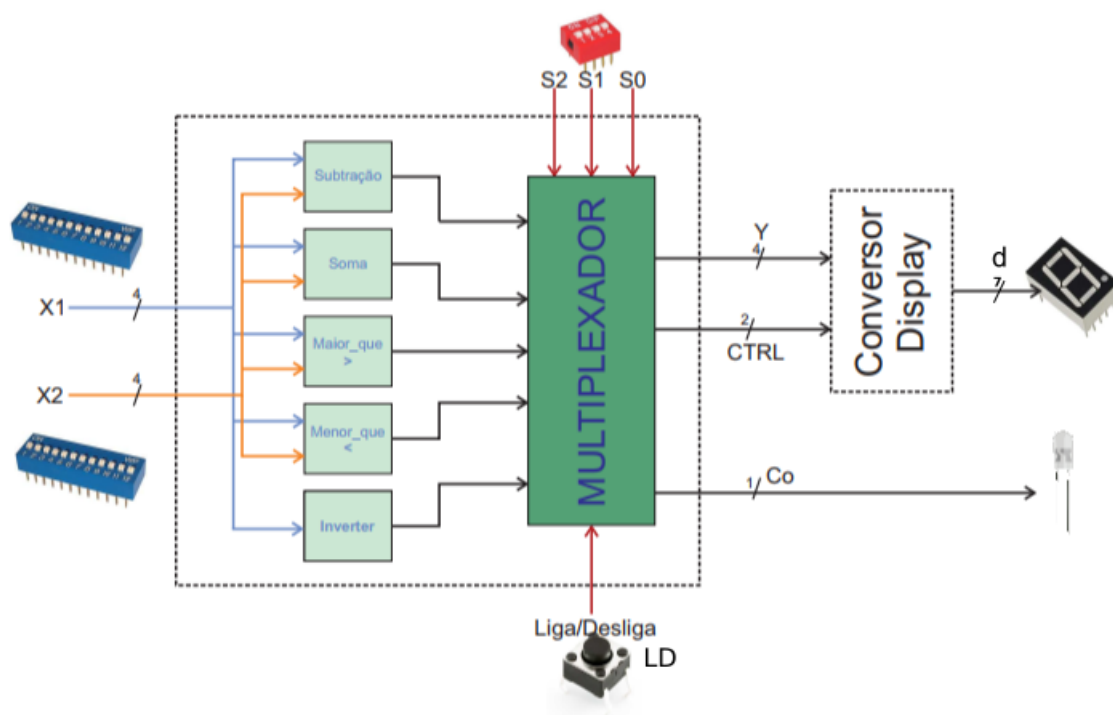 S2 S1 S0
Subtração
Soma
Maior_que
>
Menor_que
<
Inverter
X1
4
X2
4
MULTIPLEXADOR
Y
4
2
CTRL
Conversor
Display
d
7
1
Co
Liga/Desliga
LD